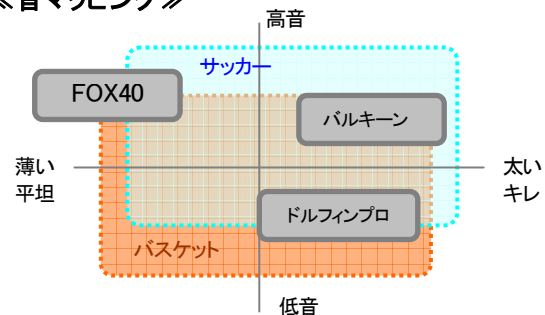 ≪音マッピング≫
高音
サッカー
FOX40
バルキーン
薄い
平坦
太い
キレ
ドルフィンプロ
バスケット
低音